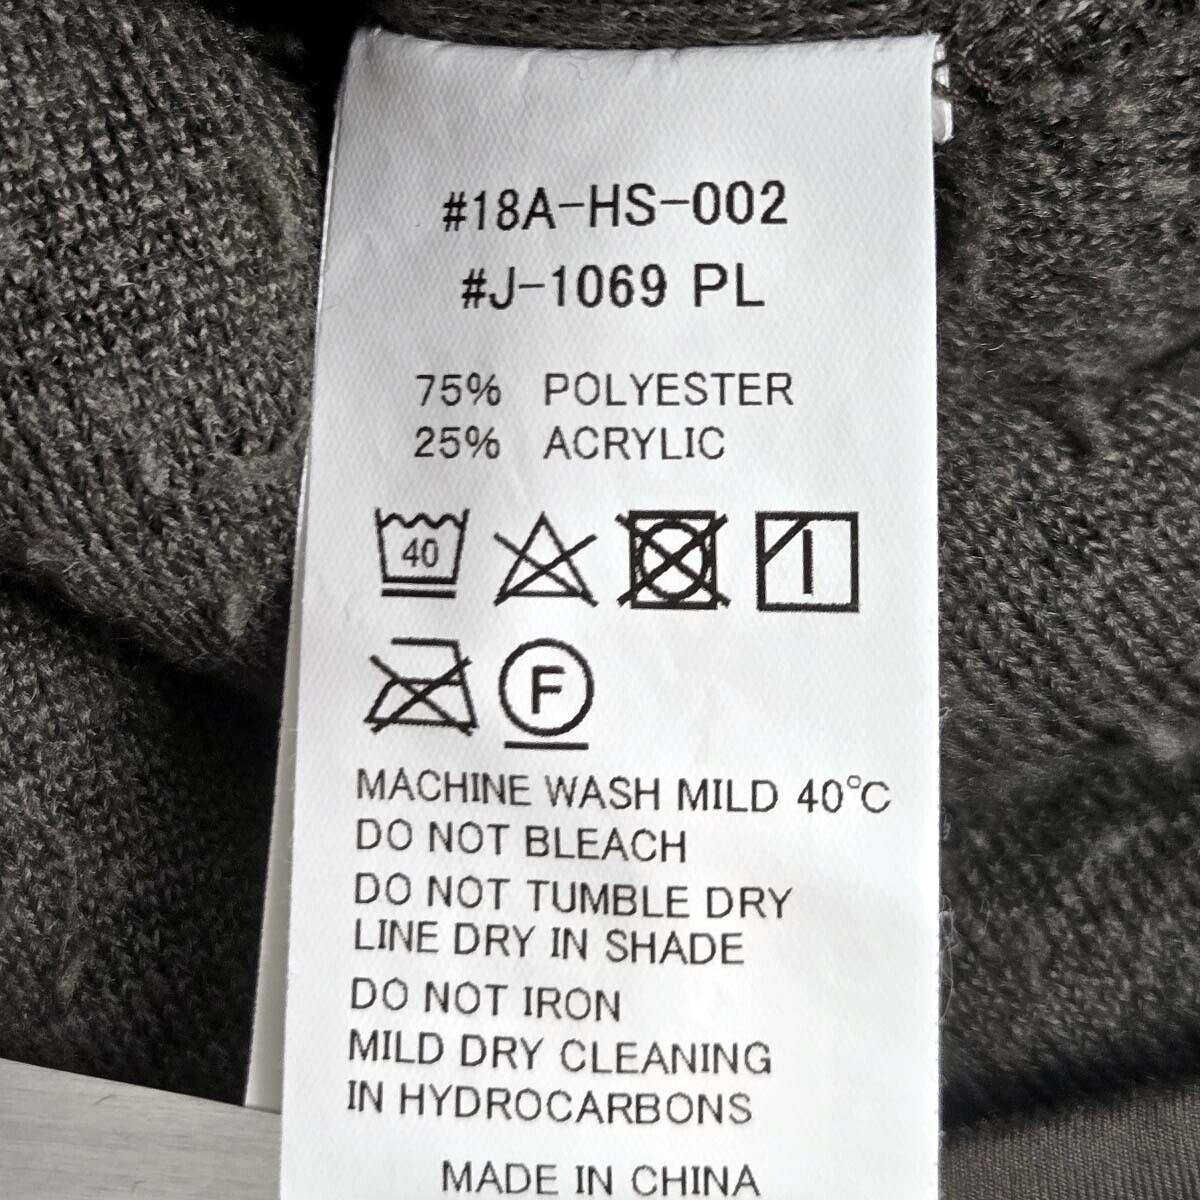 #18A-HS-002
#J-1069 PL
75% POLYESTER
25% ACRYLIC
40
F
MACHINE WASH MILD 40°C
DO NOT BLEACH
DO NOT TUMBLE DRY
LINE DRY IN SHADE
DO NOT IRON
MILD DRY CLEANING
IN HYDROCARBONS
MADE IN CHINA